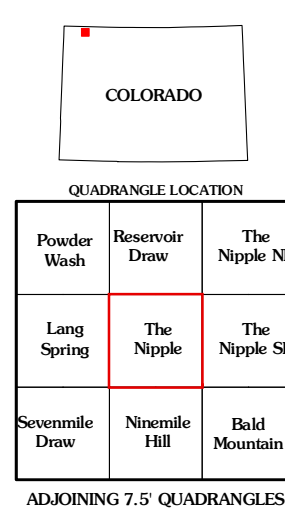 COLORADO
QUADRANGLE LOCATION
Powder
Wash
Reservoir
Draw
The
Nipple
Lang
Spring
The
Nipple
The
Nipple
Sevenmile
Draw
Ninemile
Hill
Bald
Mountain
ADJOINING 7.5' QUADRANGLES